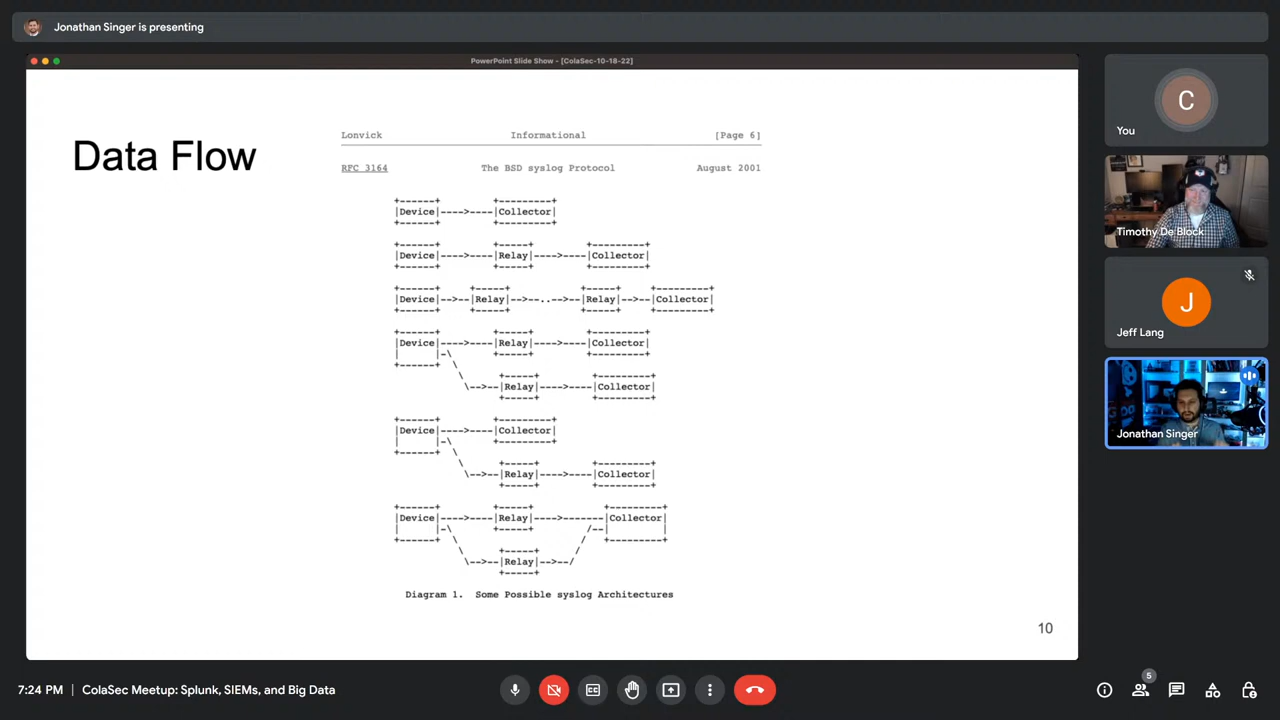 Jonathan Singer is presenting
PowerPoint Slide Show - [ColaSec-10-18-22]
Data Flow
Lonvick Informational [Page 6]
RFC 3164 The BSD syslog Protocol August 2001
+------+ +---------+
|Device|---->----|Collector|
+------+ +---------+
+------+ +-----+ +---------+
|Device|---->----|Relay|---->----|Collector|
+------+ +-----+ +---------+
+------+ +-----+ +-----+ +---------+
|Device|-->--|Relay|-->--..-->--|Relay|-->--|Collector|
+------+ +-----+ +-----+ +---------+
+------+ +-----+ +---------+
|Device|---->----|Relay|---->----|Collector|
| |-\ +-----+ +---------+
+------+ \
\ +-----+ +---------+
\-->--|Relay|---->----|Collector|
+-----+ +---------+
+------+ +---------+
|Device|---->----|Collector|
| |-\ +---------+
+------+ \
\ +-----+ +---------+
\-->--|Relay|---->----|Collector|
+-----+ +---------+
+------+ +-----+ +---------+
|Device|---->----|Relay|---->-------|Collector|
| |-\ +-----+ /--| |
+------+ \ / +---------+
\ +-----+ /
\-->--|Relay|-->--/
+-----+
Diagram 1. Some Possible syslog Architectures
10
C
You
Timothy De Block
J
Jeff Lang
Jonathan Singer
7:24 PM | ColaSec Meetup: Splunk, SIEMs, and Big Data
CC
5